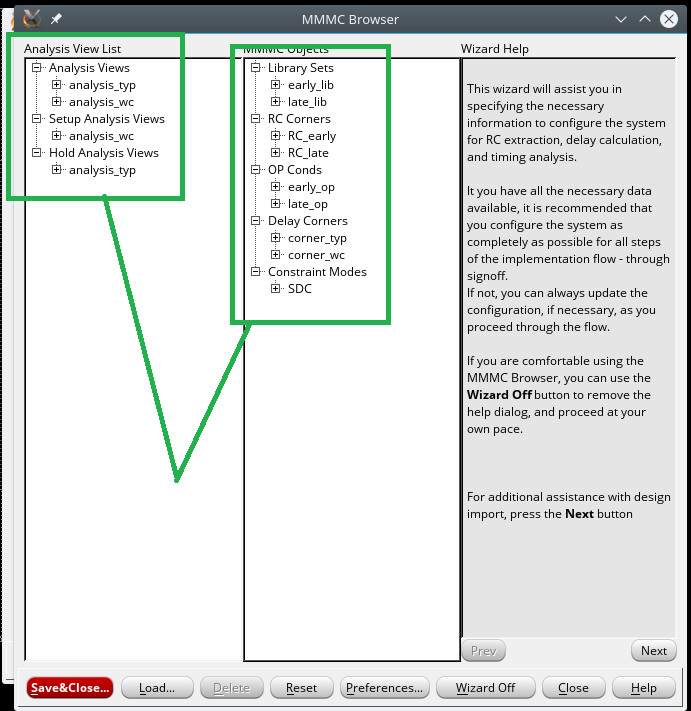 MMMC Browser
Analysis View List
Analysis Views
analysis_typ
analysis_wc
Setup Analysis Views
analysis_wc
Hold Analysis Views
analysis_typ
MMMC Objects
Library Sets
early_lib
late_lib
RC Corners
RC_early
RC_late
OP Conds
early_op
late_op
Delay Corners
corner_typ
corner_wc
Constraint Modes
SDC
Wizard Help
This wizard will assist you in
specifying the necessary
information to configure the system
for RC extraction, delay calculation,
and timing analysis.
It you have all the necessary data
available, it is recommended that
you configure the system as
completely as possible for all steps
of the implementation flow - through
signoff.
If not, you can always update the
configuration, if necessary, as you
proceed through the flow.
If you are comfortable using the
MMMC Browser, you can use the
Wizard Off button to remove the
help dialog, and proceed at your
own pace.
For additional assistance with design
import, press the Next button
Prev
Next
Save&Close...
Load...
Delete
Reset
Preferences...
Wizard Off
Close
Help